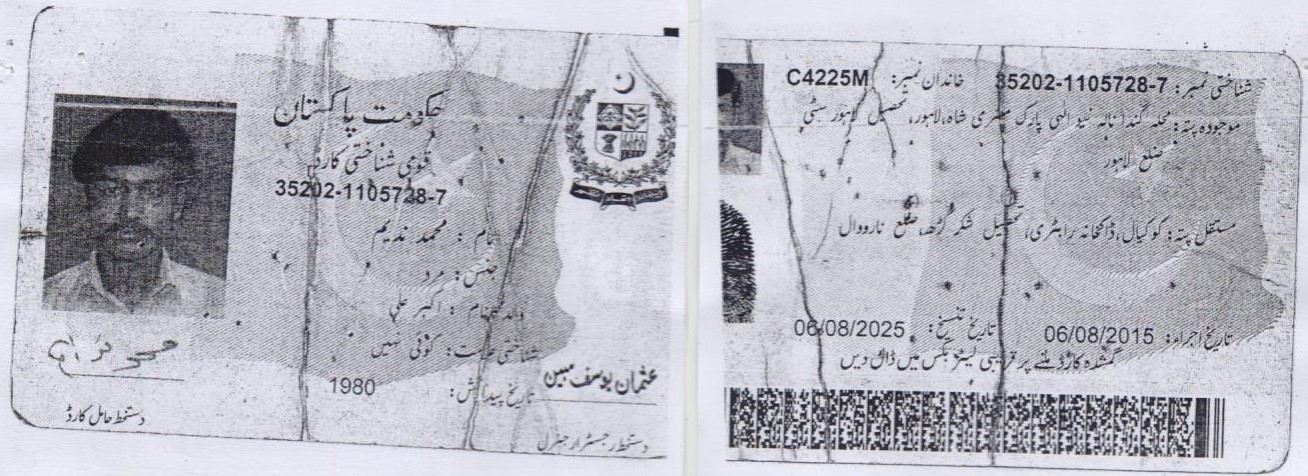 حکومت پاکستان
قومی شناختی کارڈ
35202-1105728-7
نام : محمد ندیم
جنس : مرد
والد کا نام : اکبر علی
شناختی علامت : کوئی نہیں
تاریخ پیدائش : 1980
عثمان یوسف مبین
دستخط حامل کارڈ
دستخط رجسٹرار جنرل
شناختی نمبر : 35202-1105728-7 خاندان نمبر : C4225M
موجودہ پتہ : محلہ گندا نالہ نیو الہی پارک مصری شاہ، لاہور، تحصیل لاہور سٹی
ضلع لاہور
مستقل پتہ : کوکیال، ڈاکخانہ تحصیل شکر گڑھ، ضلع نارووال
تاریخ اجراء : 06/08/2015 تاریخ تنسیخ : 06/08/2025
گمشدہ کارڈ ملنے پر قریبی لیٹر بکس میں ڈال دیں